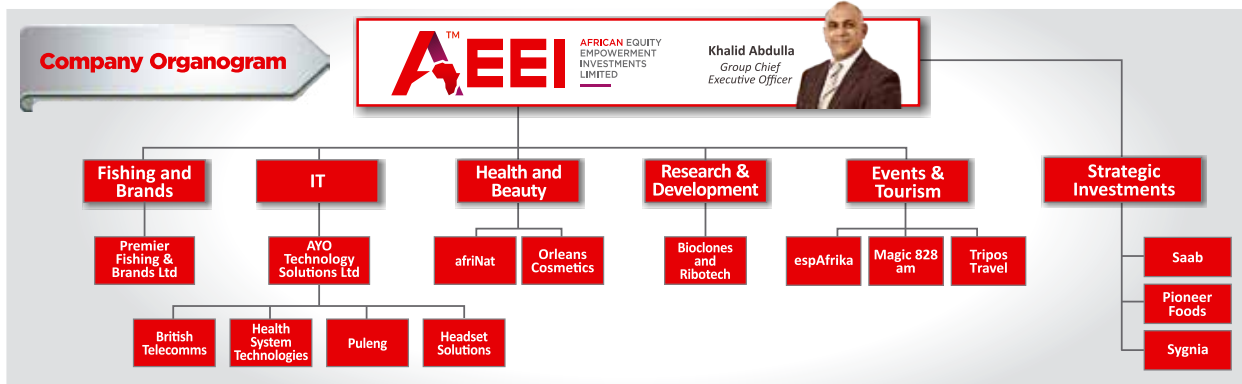 Company Organogram
AEEI™
AFRICAN EQUITY
EMPOWERMENT
INVESTMENTS
LIMITED
Khalid Abdulla
Group Chief
Executive Officer
Fishing and
Brands
IT
Health and
Beauty
Research &
Development
Events &
Tourism
Strategic
Investments
Premier
Fishing &
Brands Ltd
AYO
Technology
Solutions Ltd
afriNat
Orleans
Cosmetics
Bioclones
and
Ribotech
espAfrika
Magic 828
am
Tripos
Travel
Saab
Pioneer
Foods
Sygnia
British
Telecomms
Health
System
Technologies
Puleng
Headset
Solutions